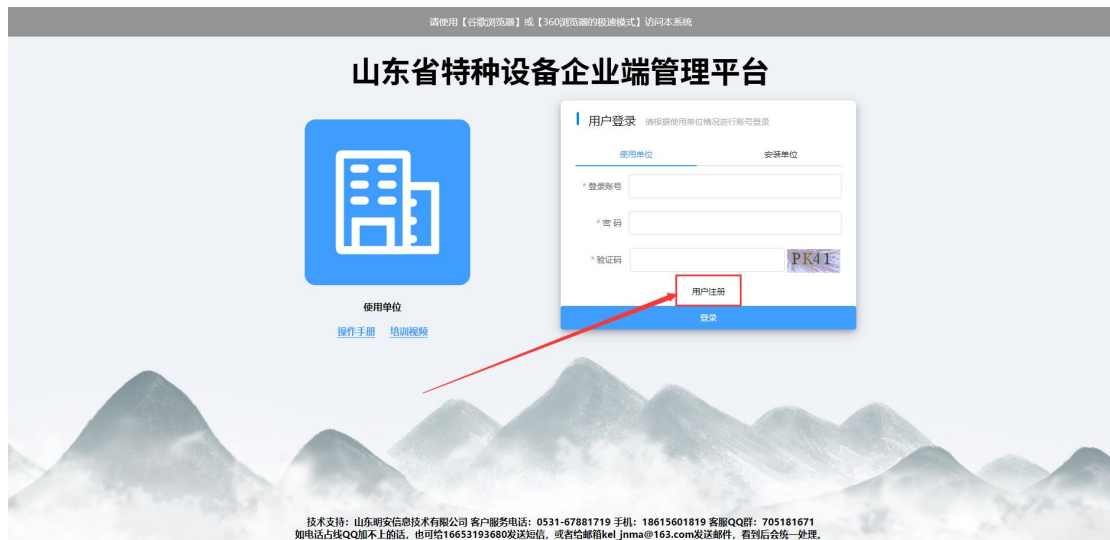 请使用【谷歌浏览器】或【360浏览器的极速模式】访问本系统
山东省特种设备企业端管理平台
用户登录 请根据使用单位情况进行账号登录
使用单位 安装单位
* 登录账号
* 密 码
* 验证码 PK41
用户注册
登录
使用单位
操作手册 培训视频
技术支持：山东明安信息技术有限公司 客户服务电话：0531-67881719 手机：18615601819 客服QQ群：705181671
如电话占线QQ加不上的话，也可给16653193680发送短信，或者给邮箱kel_jnma@163.com发送邮件，看到后会统一处理。